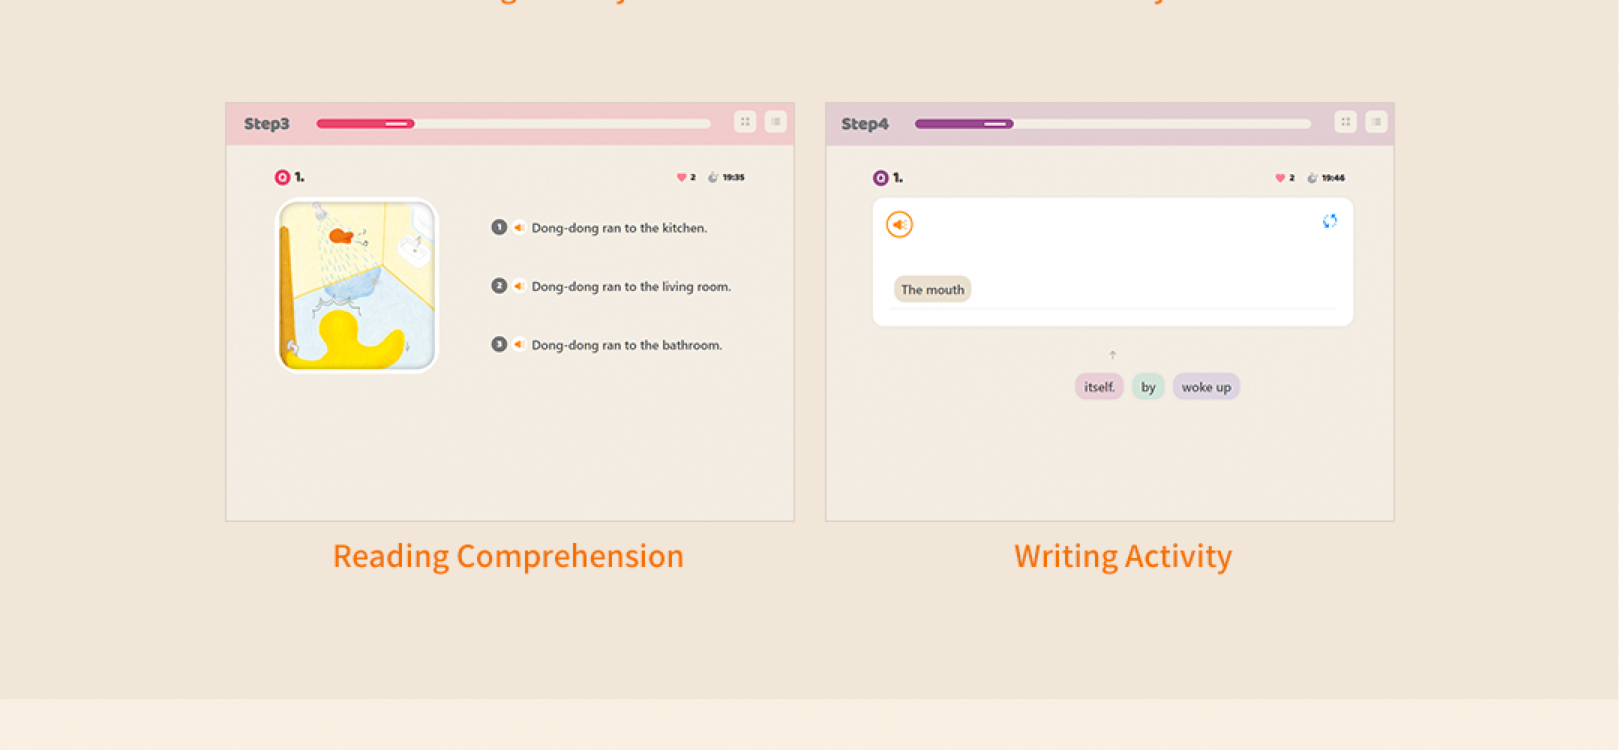 Step3
Q 1.
2 19:35
1 Dong-dong ran to the kitchen.
2 Dong-dong ran to the living room.
3 Dong-dong ran to the bathroom.
Reading Comprehension
Step4
Q 1.
2 19:46
The mouth
itself. by woke up
Writing Activity